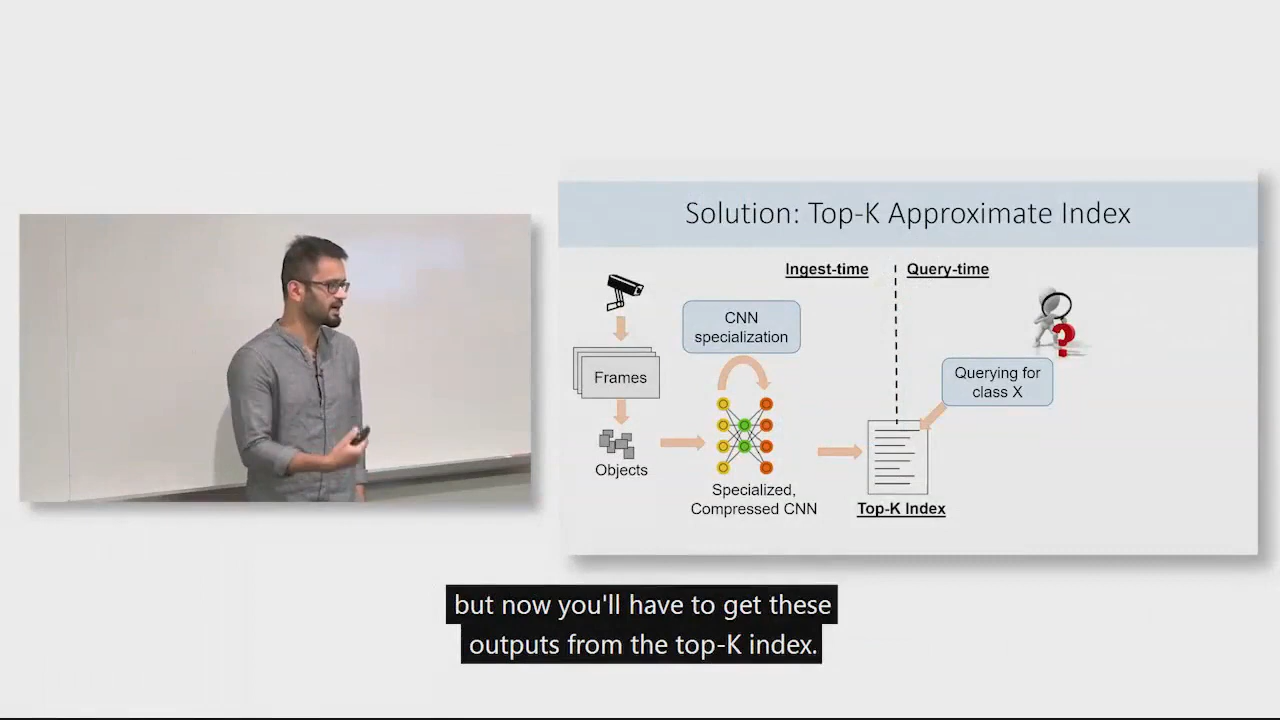 Solution: Top-K Approximate Index
Ingest-time
Query-time
CNN
specialization
Frames
Querying for
class X
Objects
Specialized,
Compressed CNN
Top-K Index
but now you'll have to get these
outputs from the top-K index.